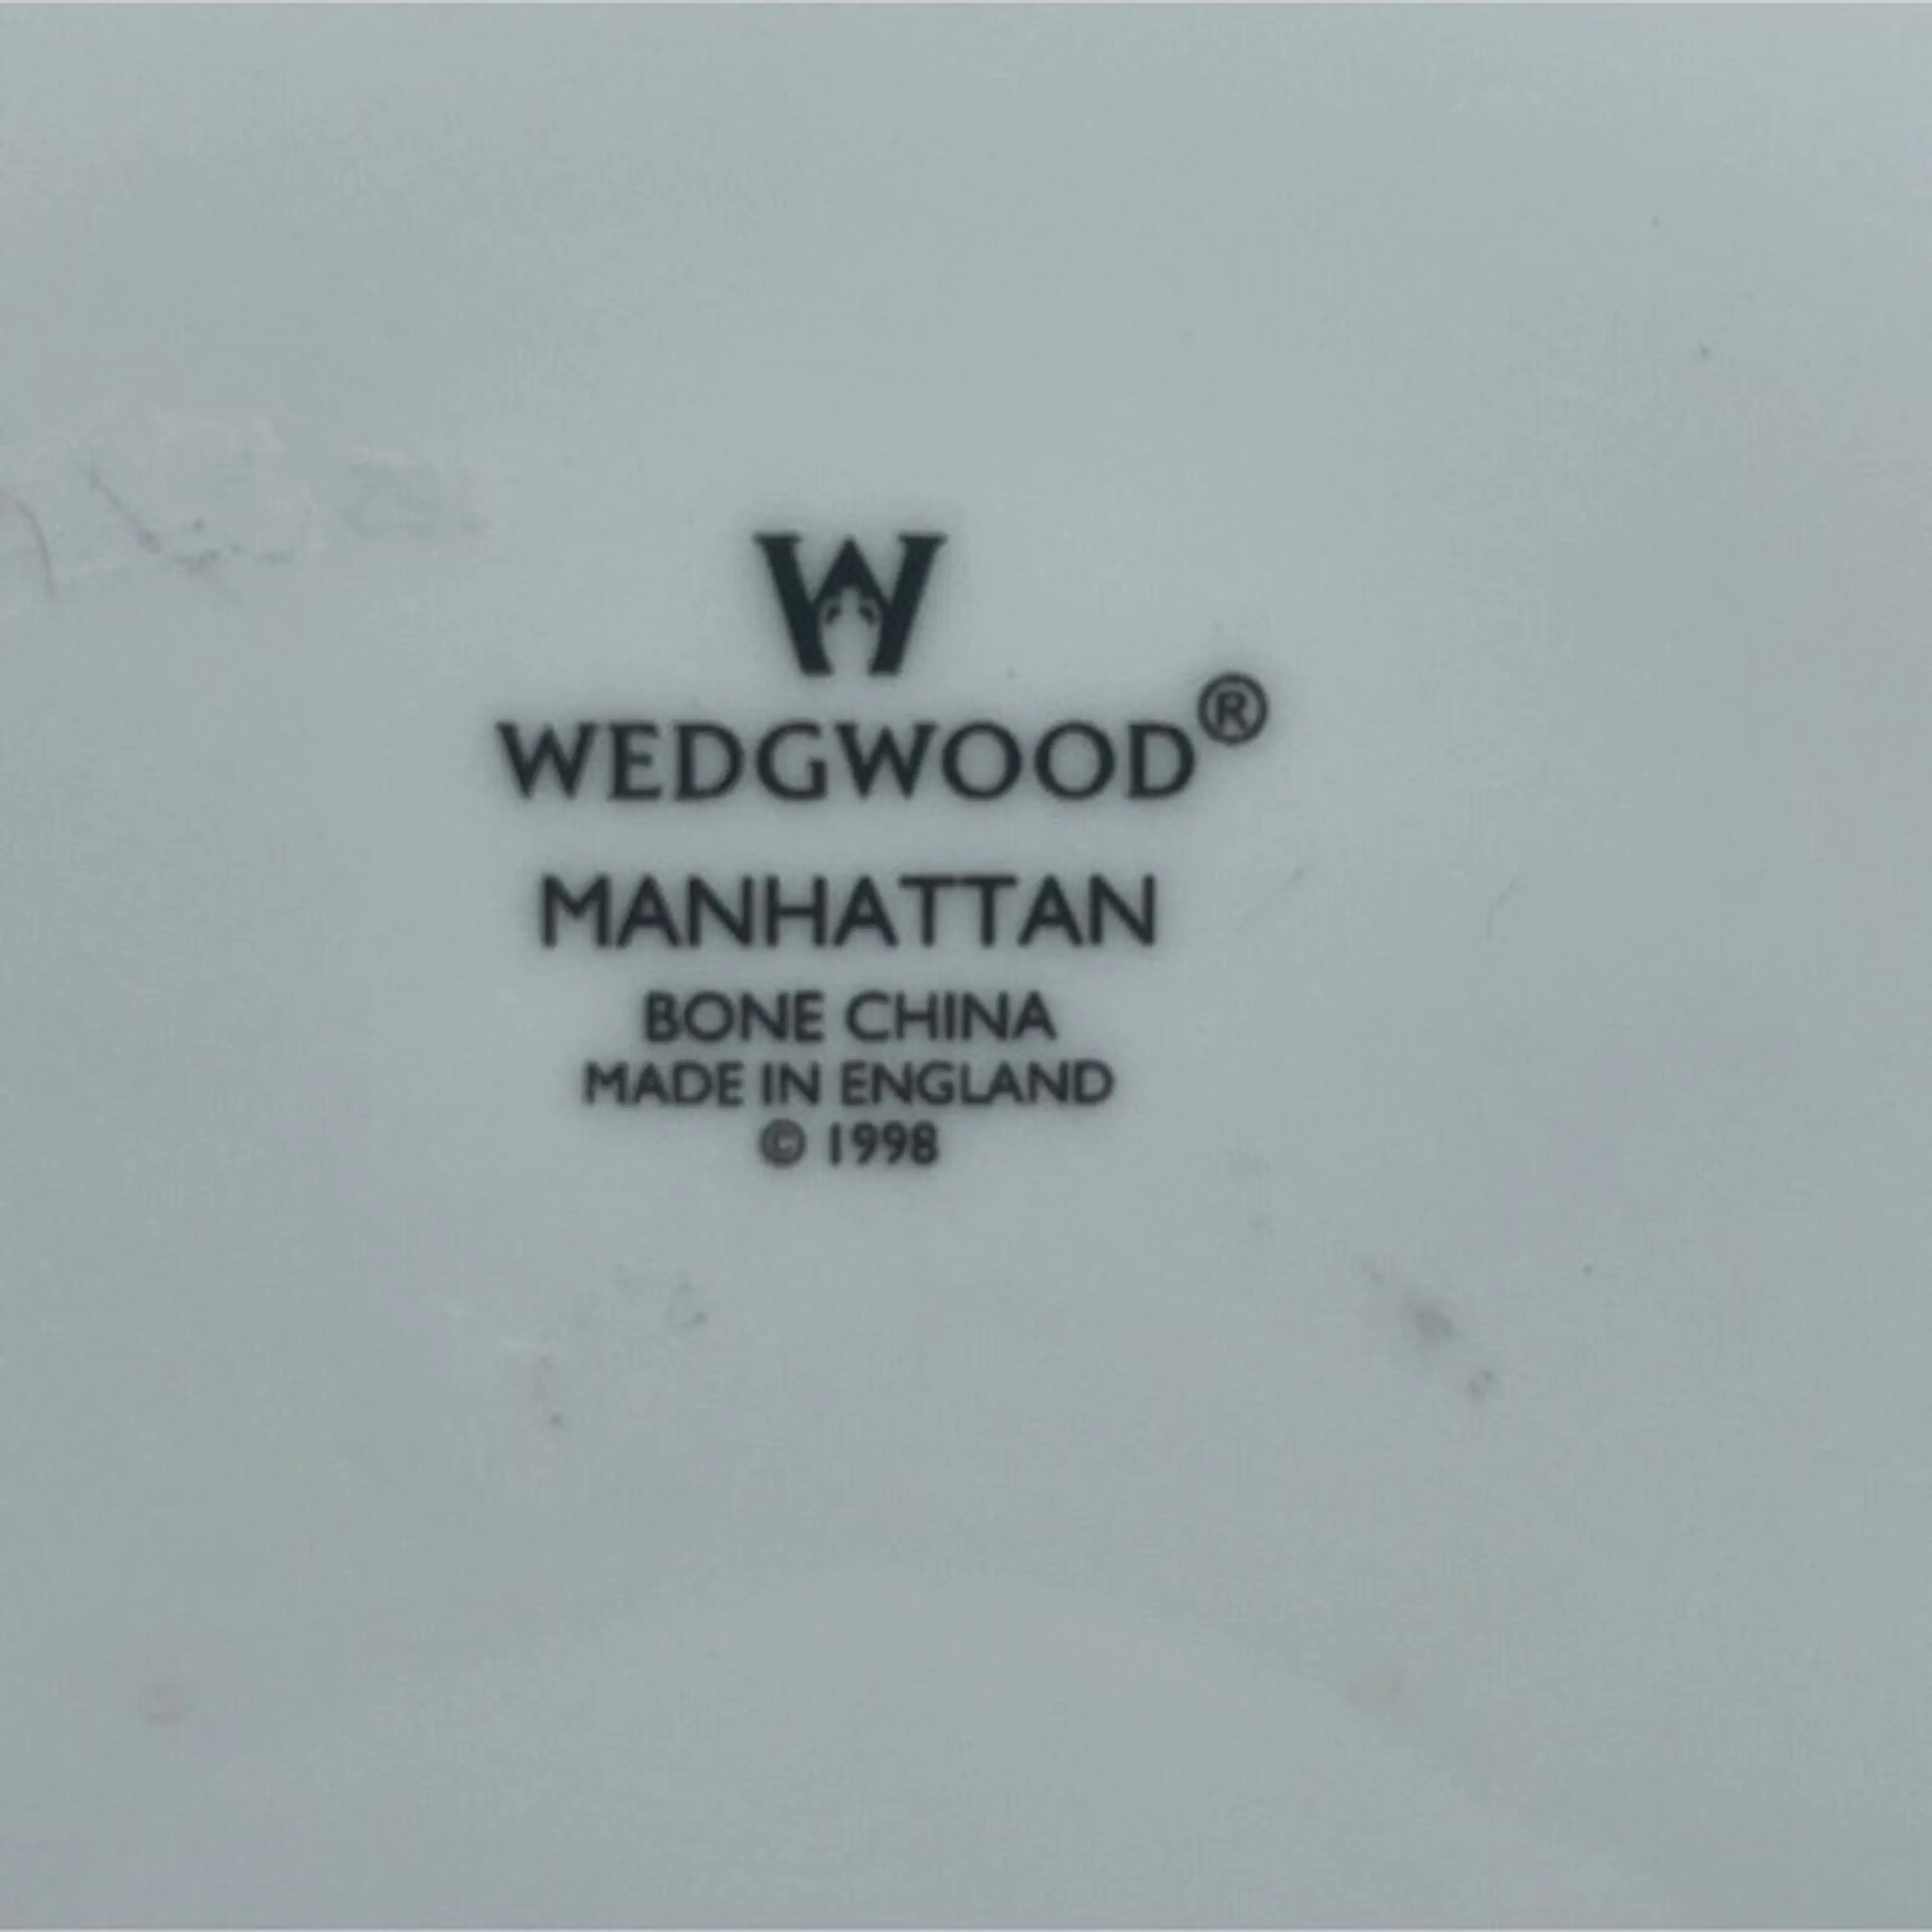 W
WEDGWOOD®
MANHATTAN
BONE CHINA
MADE IN ENGLAND
© 1998